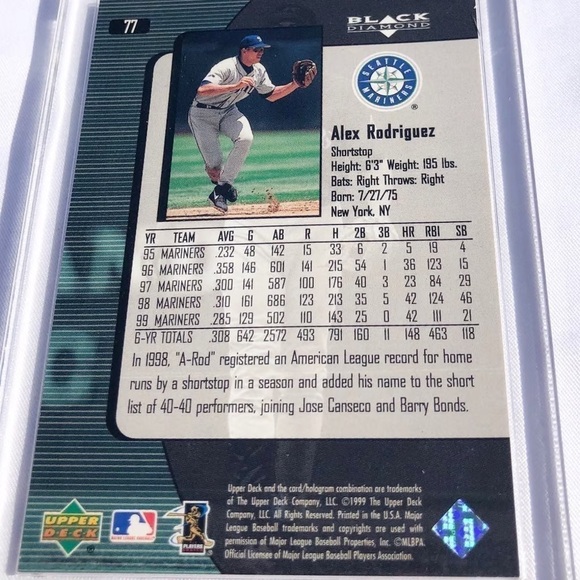 77
BLACK
DIAMOND
SEATTLE
MARINERS
®
Alex Rodriguez
Shortstop
Height: 6'3" Weight: 195 lbs.
Bats: Right Throws: Right
Born: 7/27/75
New York, NY
YR TEAM AVG G AB R H 2B 3B HR RBI SB
95 MARINERS .232 48 142 15 33 6 2 5 19 4
96 MARINERS .358 146 601 141 215 54 1 36 123 15
97 MARINERS .300 141 587 100 176 40 3 23 84 29
98 MARINERS .310 161 686 123 213 35 5 42 124 46
99 MARINERS .285 129 502 110 143 25 0 42 111 21
6-YR TOTALS .308 642 2572 493 791 160 11 148 463 118
In 1998, "A-Rod" registered an American League record for home
runs by a shortstop in a season and added his name to the short
list of 40-40 performers, joining Jose Canseco and Barry Bonds.
Upper Deck and the card/hologram combination are trademarks
of The Upper Deck Company, LLC. ©1999 The Upper Deck
Company, LLC. All Rights Reserved. Printed in the U.S.A. Major
League Baseball trademarks and copyrights are used with
permission of Major League Baseball Properties, Inc. ©MLBPA.
Official Licensee of Major League Baseball Players Association.
UPPER
DECK
®
PLAYERS